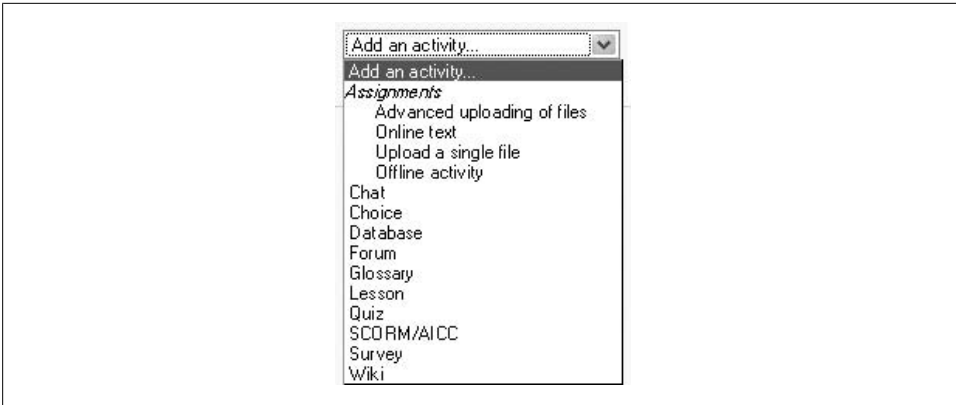 Add an activity...
Add an activity...
Assignments
Advanced uploading of files
Online text
Upload a single file
Offline activity
Chat
Choice
Database
Forum
Glossary
Lesson
Quiz
SCORM/AICC
Survey
Wiki